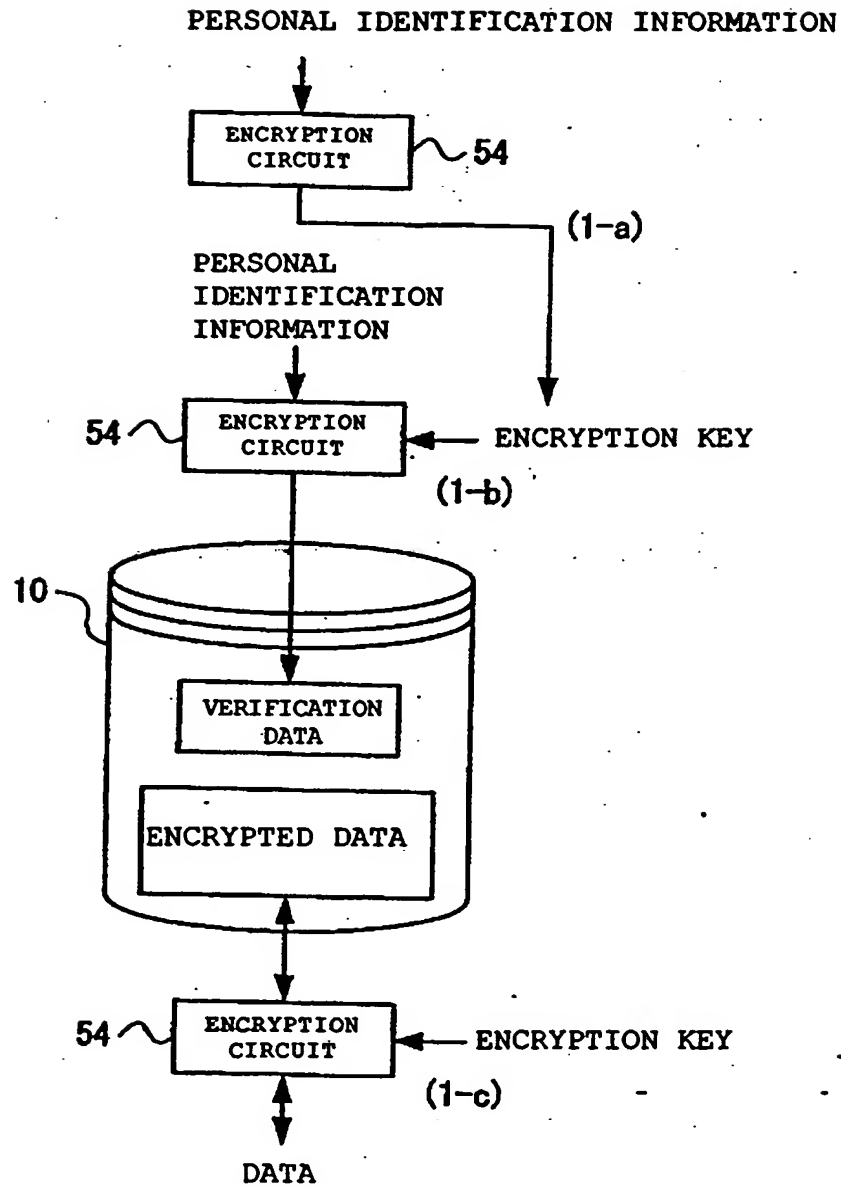 PERSONAL IDENTIFICATION INFORMATION
ENCRYPTION
CIRCUIT
54
(1-a)
PERSONAL
IDENTIFICATION
INFORMATION
54
ENCRYPTION
CIRCUIT
ENCRYPTION KEY
(1-b)
10
VERIFICATION
DATA
ENCRYPTED DATA
54
ENCRYPTION
CIRCUIT
ENCRYPTION KEY
(1-c)
DATA